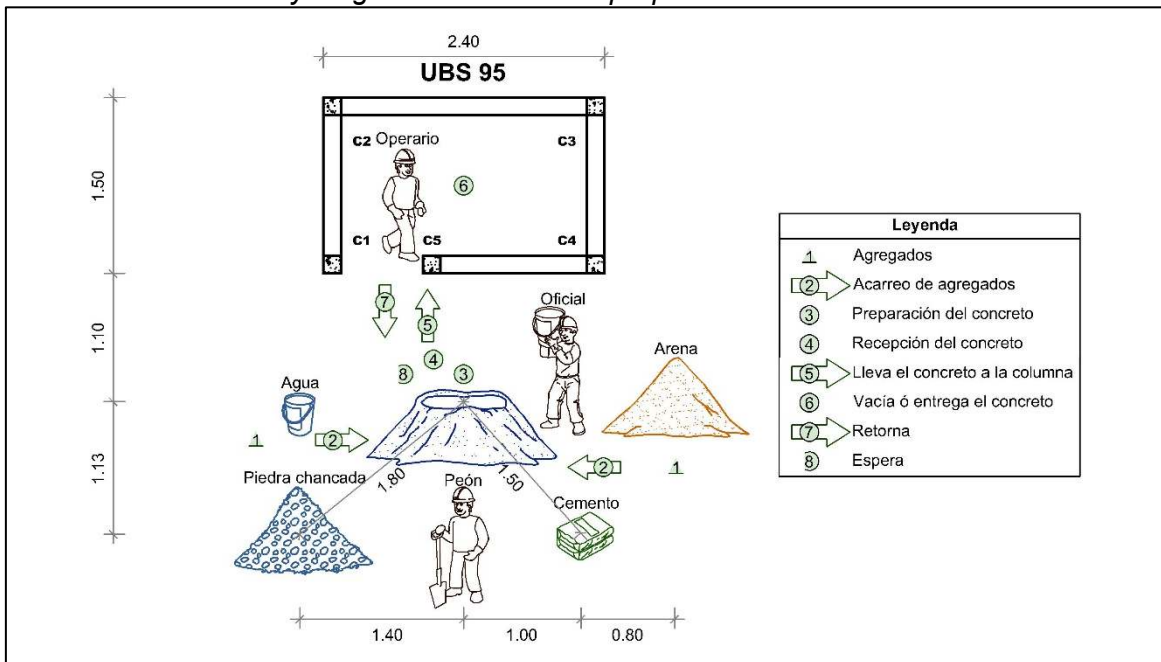 2.40
UBS 95
C2 Operario
C3
6
1.50
C1
C5
C4
7
5
Oficial
1.10
4
8
3
Arena
Agua
1
2
2
1
1.13
Piedra chancada
1.80
Peón
1.50
Cemento
1.40
1.00
0.80
Leyenda
1 Agregados
2 Acarreo de agregados
3 Preparación del concreto
4 Recepción del concreto
5 Lleva el concreto a la columna
6 Vacía ó entrega el concreto
7 Retorna
8 Espera